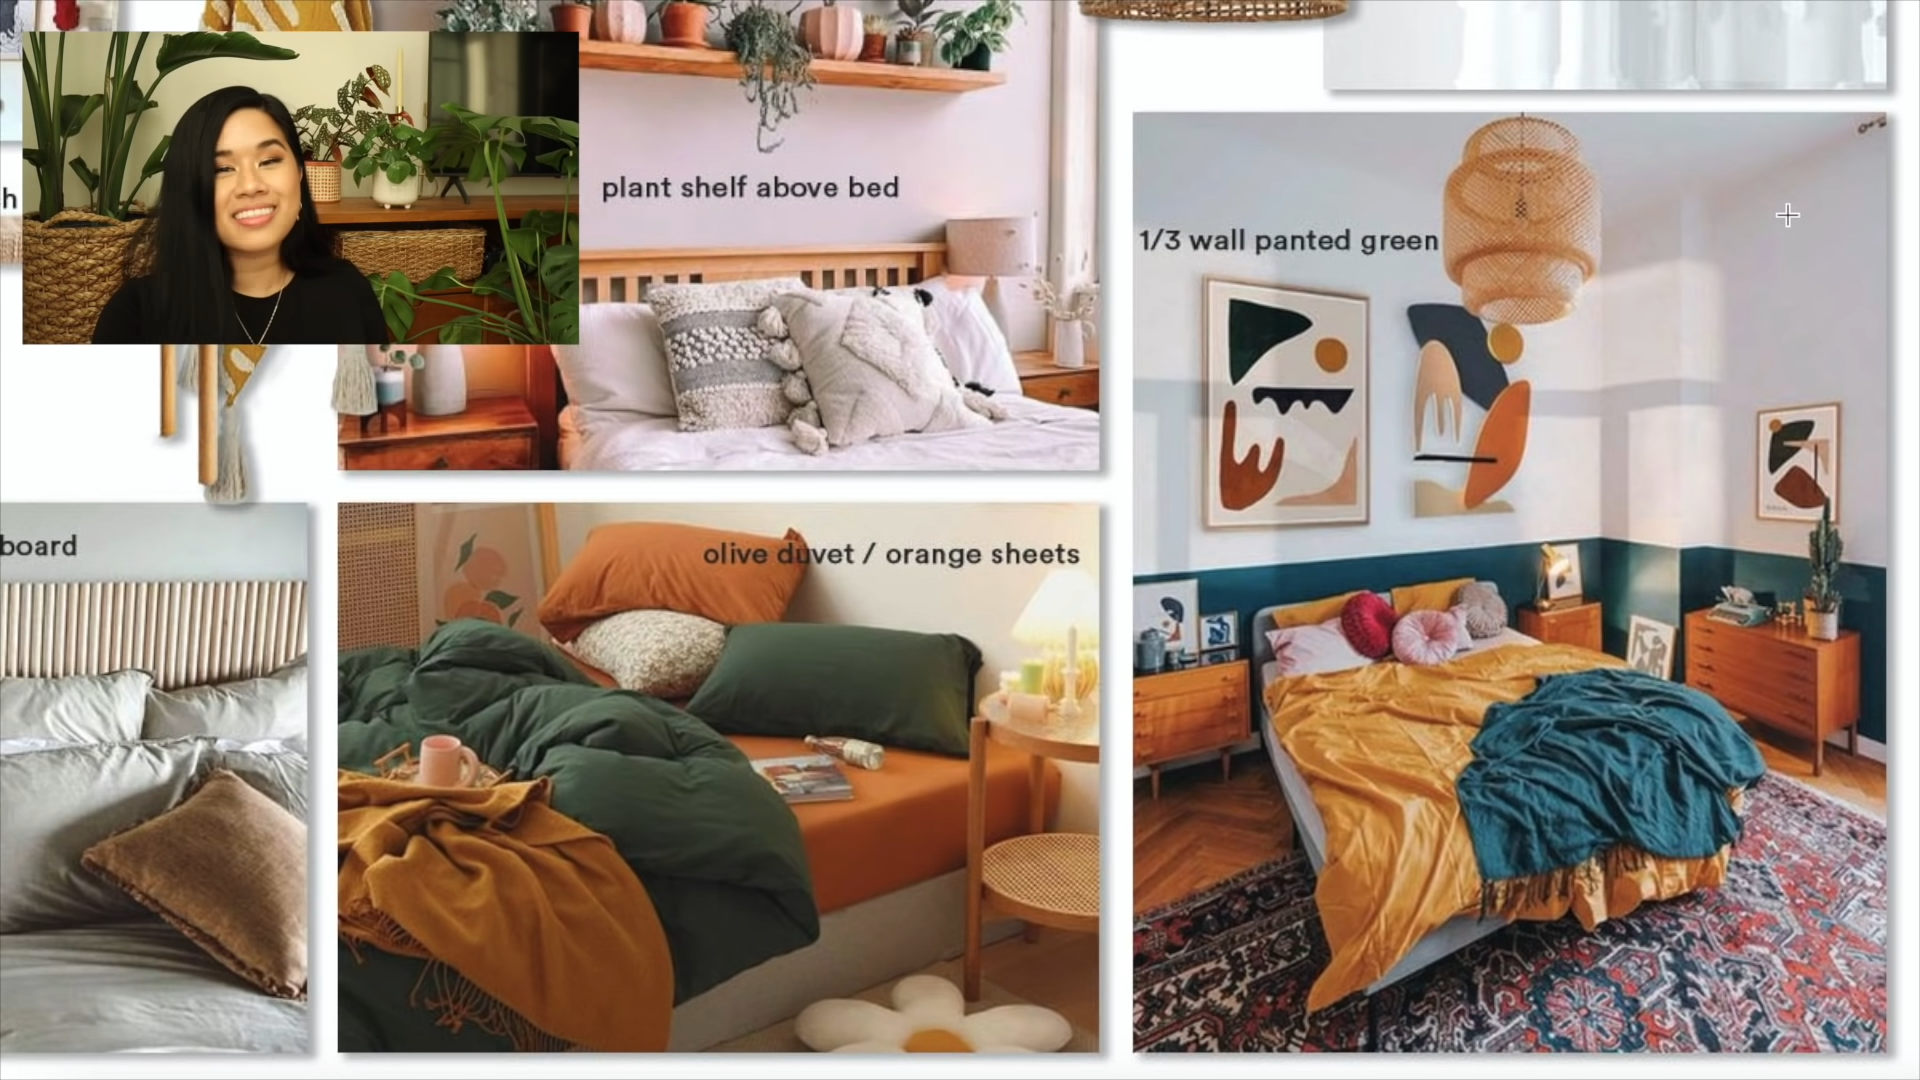 h
plant shelf above bed
1/3 wall panted green
board
olive duvet / orange sheets